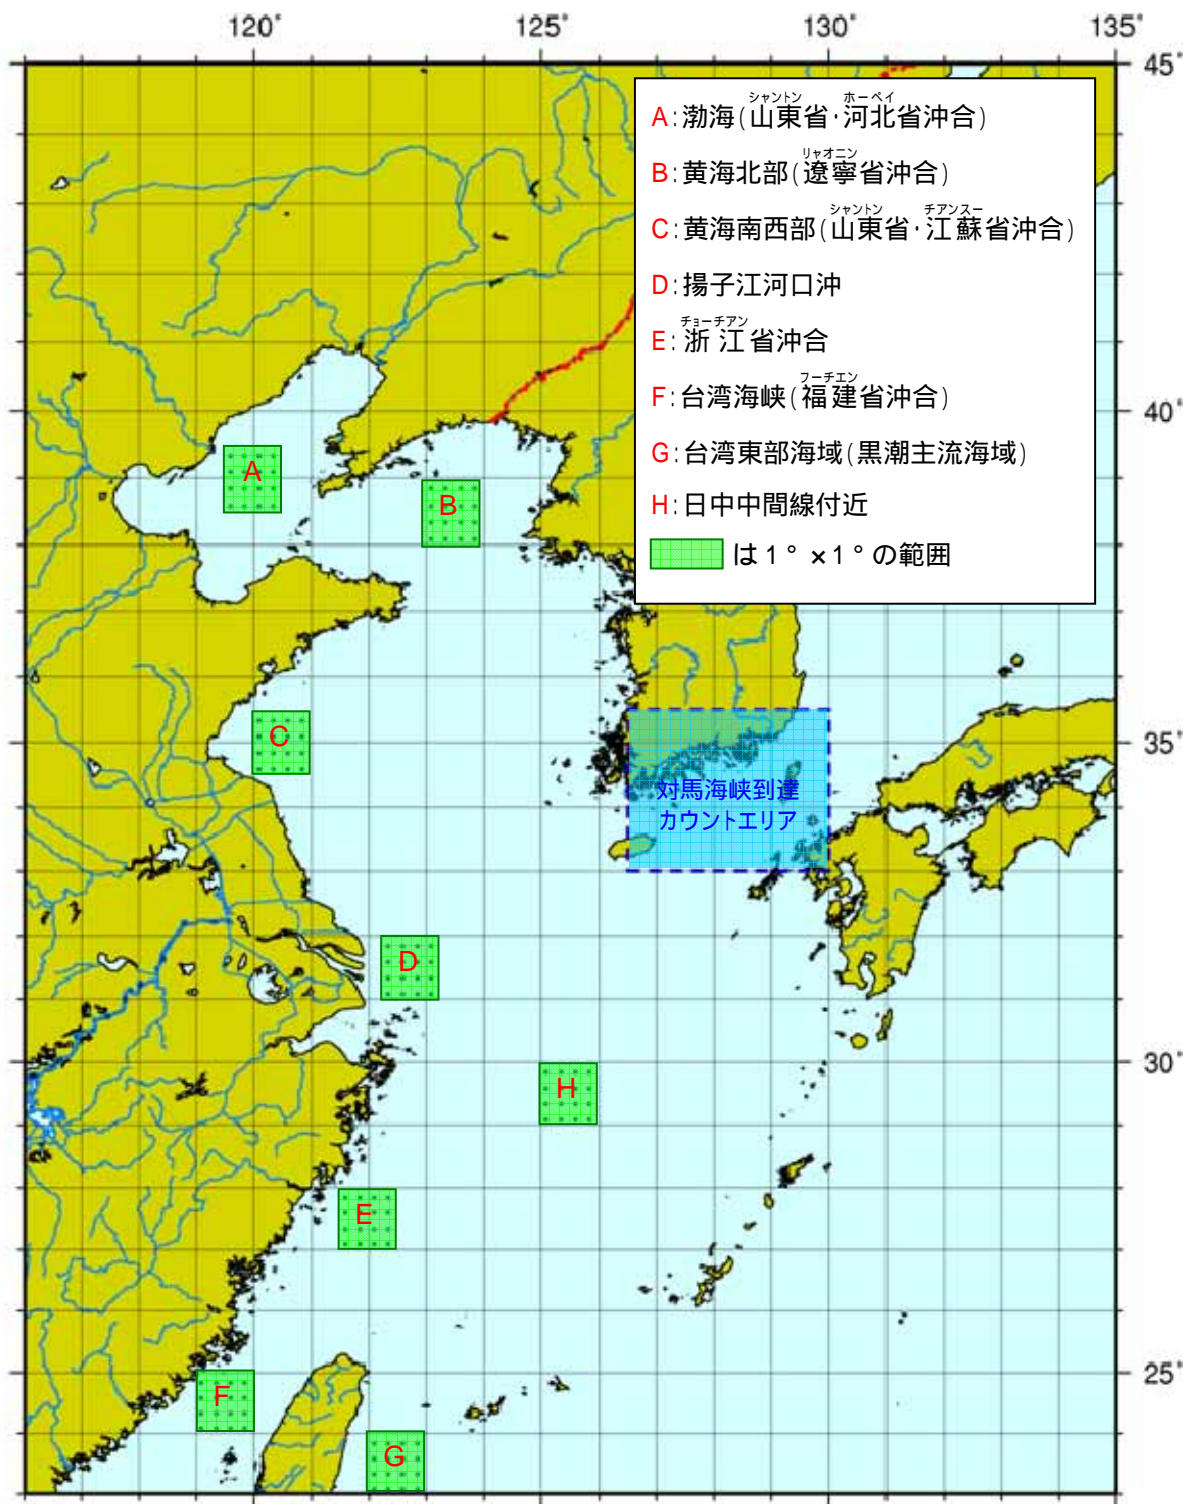 120° 125° 130° 135°
45°
シャントン ホーペイ
A:渤海(山東省・河北省沖合)
リャオニン
B:黄海北部(遼寧省沖合)
シャントン チアンスー
C:黄海南西部(山東省・江蘇省沖合)
D:揚子江河口沖
チョーチアン
E:浙江省沖合
フーチエン
F:台湾海峡(福建省沖合)
G:台湾東部海域(黒潮主流海域)
H:日中中間線付近
は1°×1°の範囲
40°
A
B
C
35°
対馬海峡到達
カウントエリア
D
30°
H
E
25°
F
G